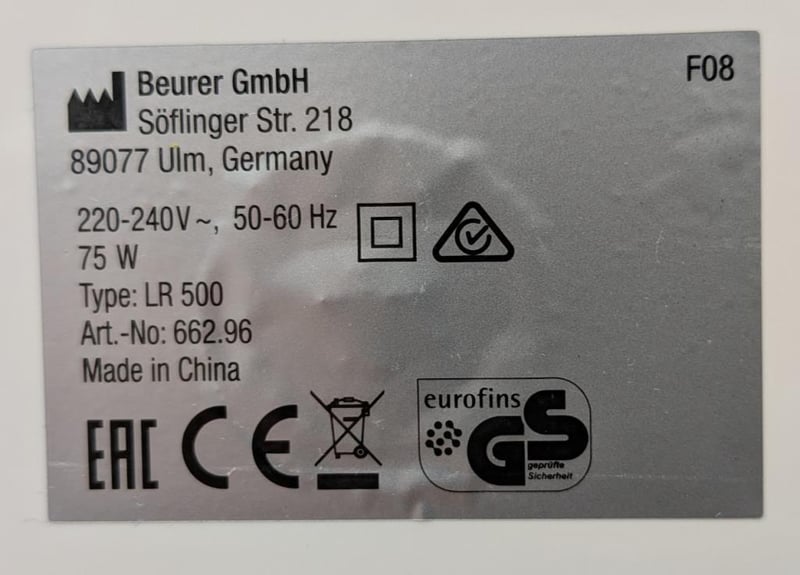 Beurer GmbH
F08
Söflinger Str. 218
89077 Ulm, Germany
220-240V~, 50-60 Hz
75 W
Type: LR 500
Art.-No: 662.96
Made in China
EAC CE
eurofins
GS
geprüfte
Sicherheit